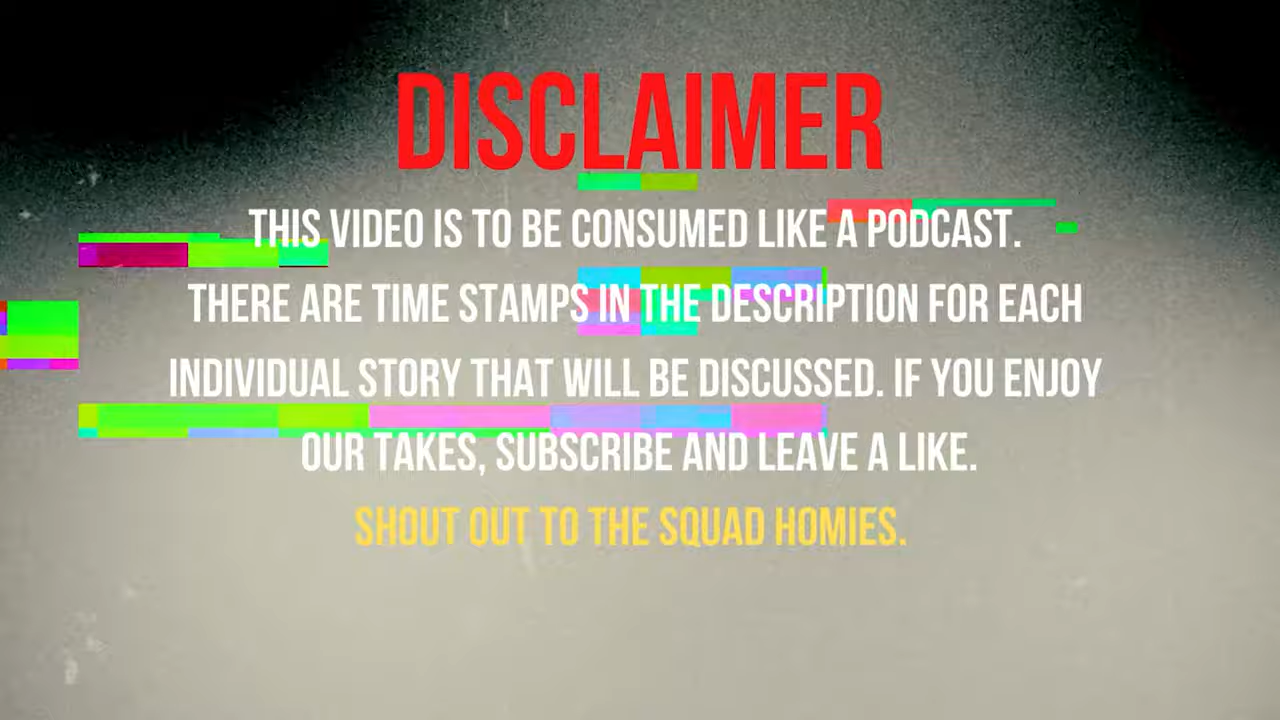 DISCLAIMER
THIS VIDEO IS TO BE CONSUMED LIKE A PODCAST.
THERE ARE TIME STAMPS IN THE DESCRIPTION FOR EACH
INDIVIDUAL STORY THAT WILL BE DISCUSSED. IF YOU ENJOY
OUR TAKES, SUBSCRIBE AND LEAVE A LIKE.
SHOUT OUT TO THE SQUAD HOMIES.